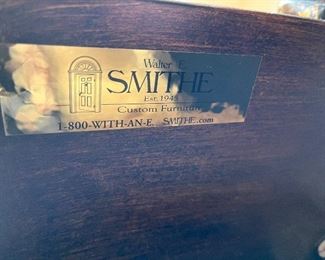 Walter E.
SMITHE
Est. 1945
Custom Furniture
1-800-WITH-AN-E. SMITHE.com